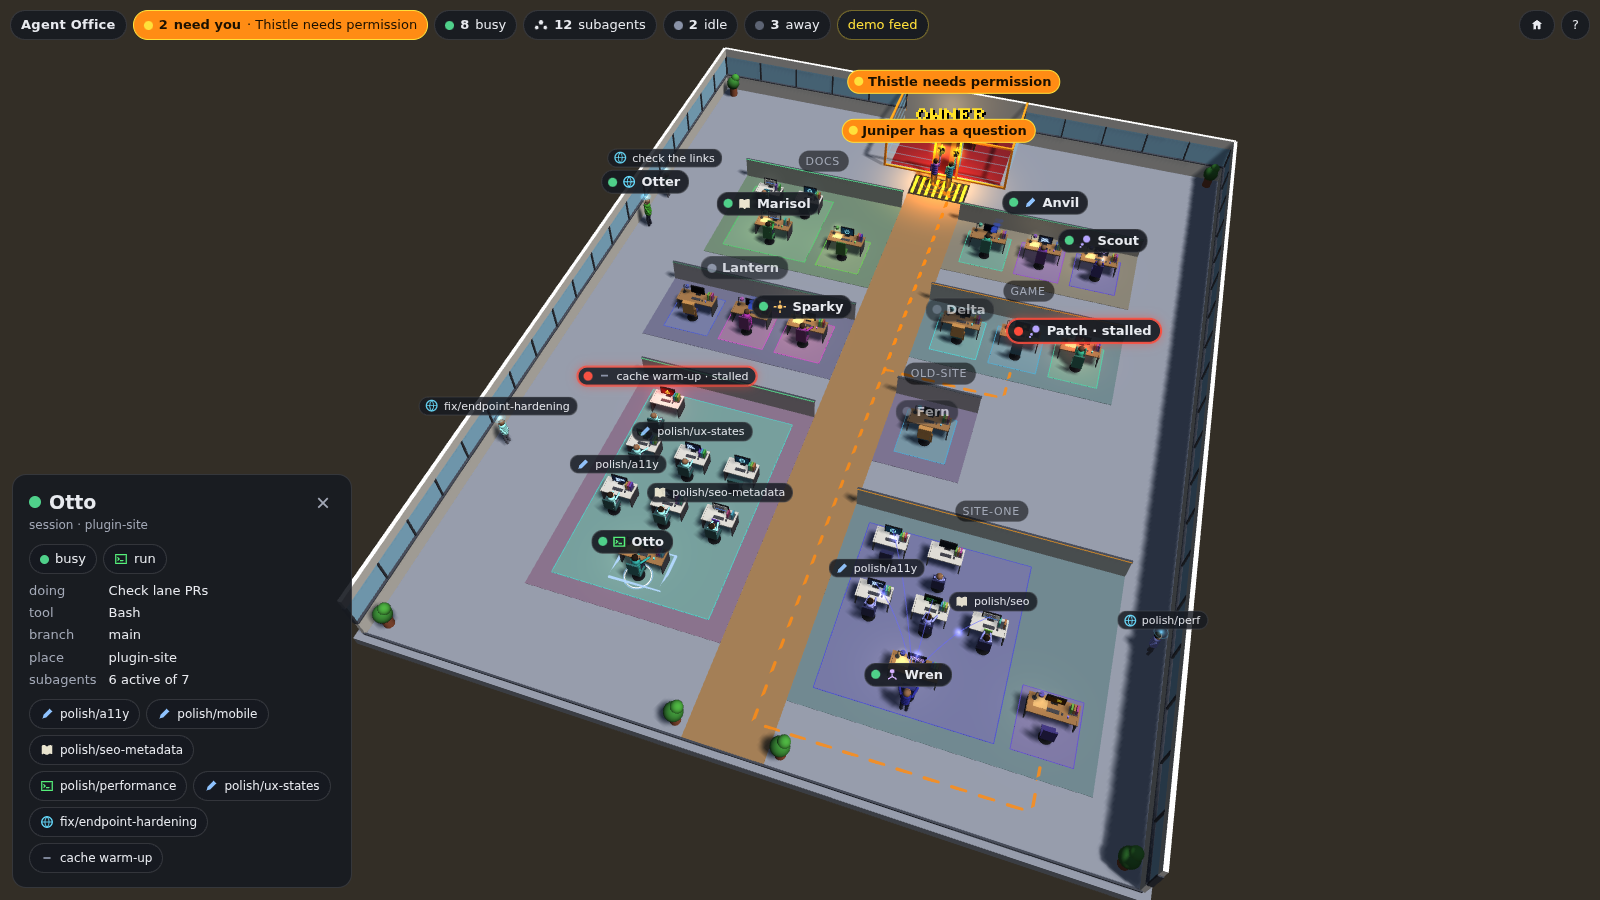 Agent Office
2 need you · Thistle needs permission
8 busy
12 subagents
2 idle
3 away
demo feed
?
Thistle needs permission
OWNER
Juniper has a question
check the links
DOCS
Otter
Marisol
Anvil
Scout
Lantern
GAME
Sparky
Delta
Patch · stalled
OLD-SITE
cache warm-up · stalled
fix/endpoint-hardening
Fern
polish/ux-states
polish/a11y
polish/seo-metadata
SITE-ONE
Otto
polish/a11y
polish/seo
polish/perf
Wren
Otto
session · plugin-site
busy
run
doing Check lane PRs
tool Bash
branch main
place plugin-site
subagents 6 active of 7
polish/a11y
polish/mobile
polish/seo-metadata
polish/performance
polish/ux-states
fix/endpoint-hardening
cache warm-up